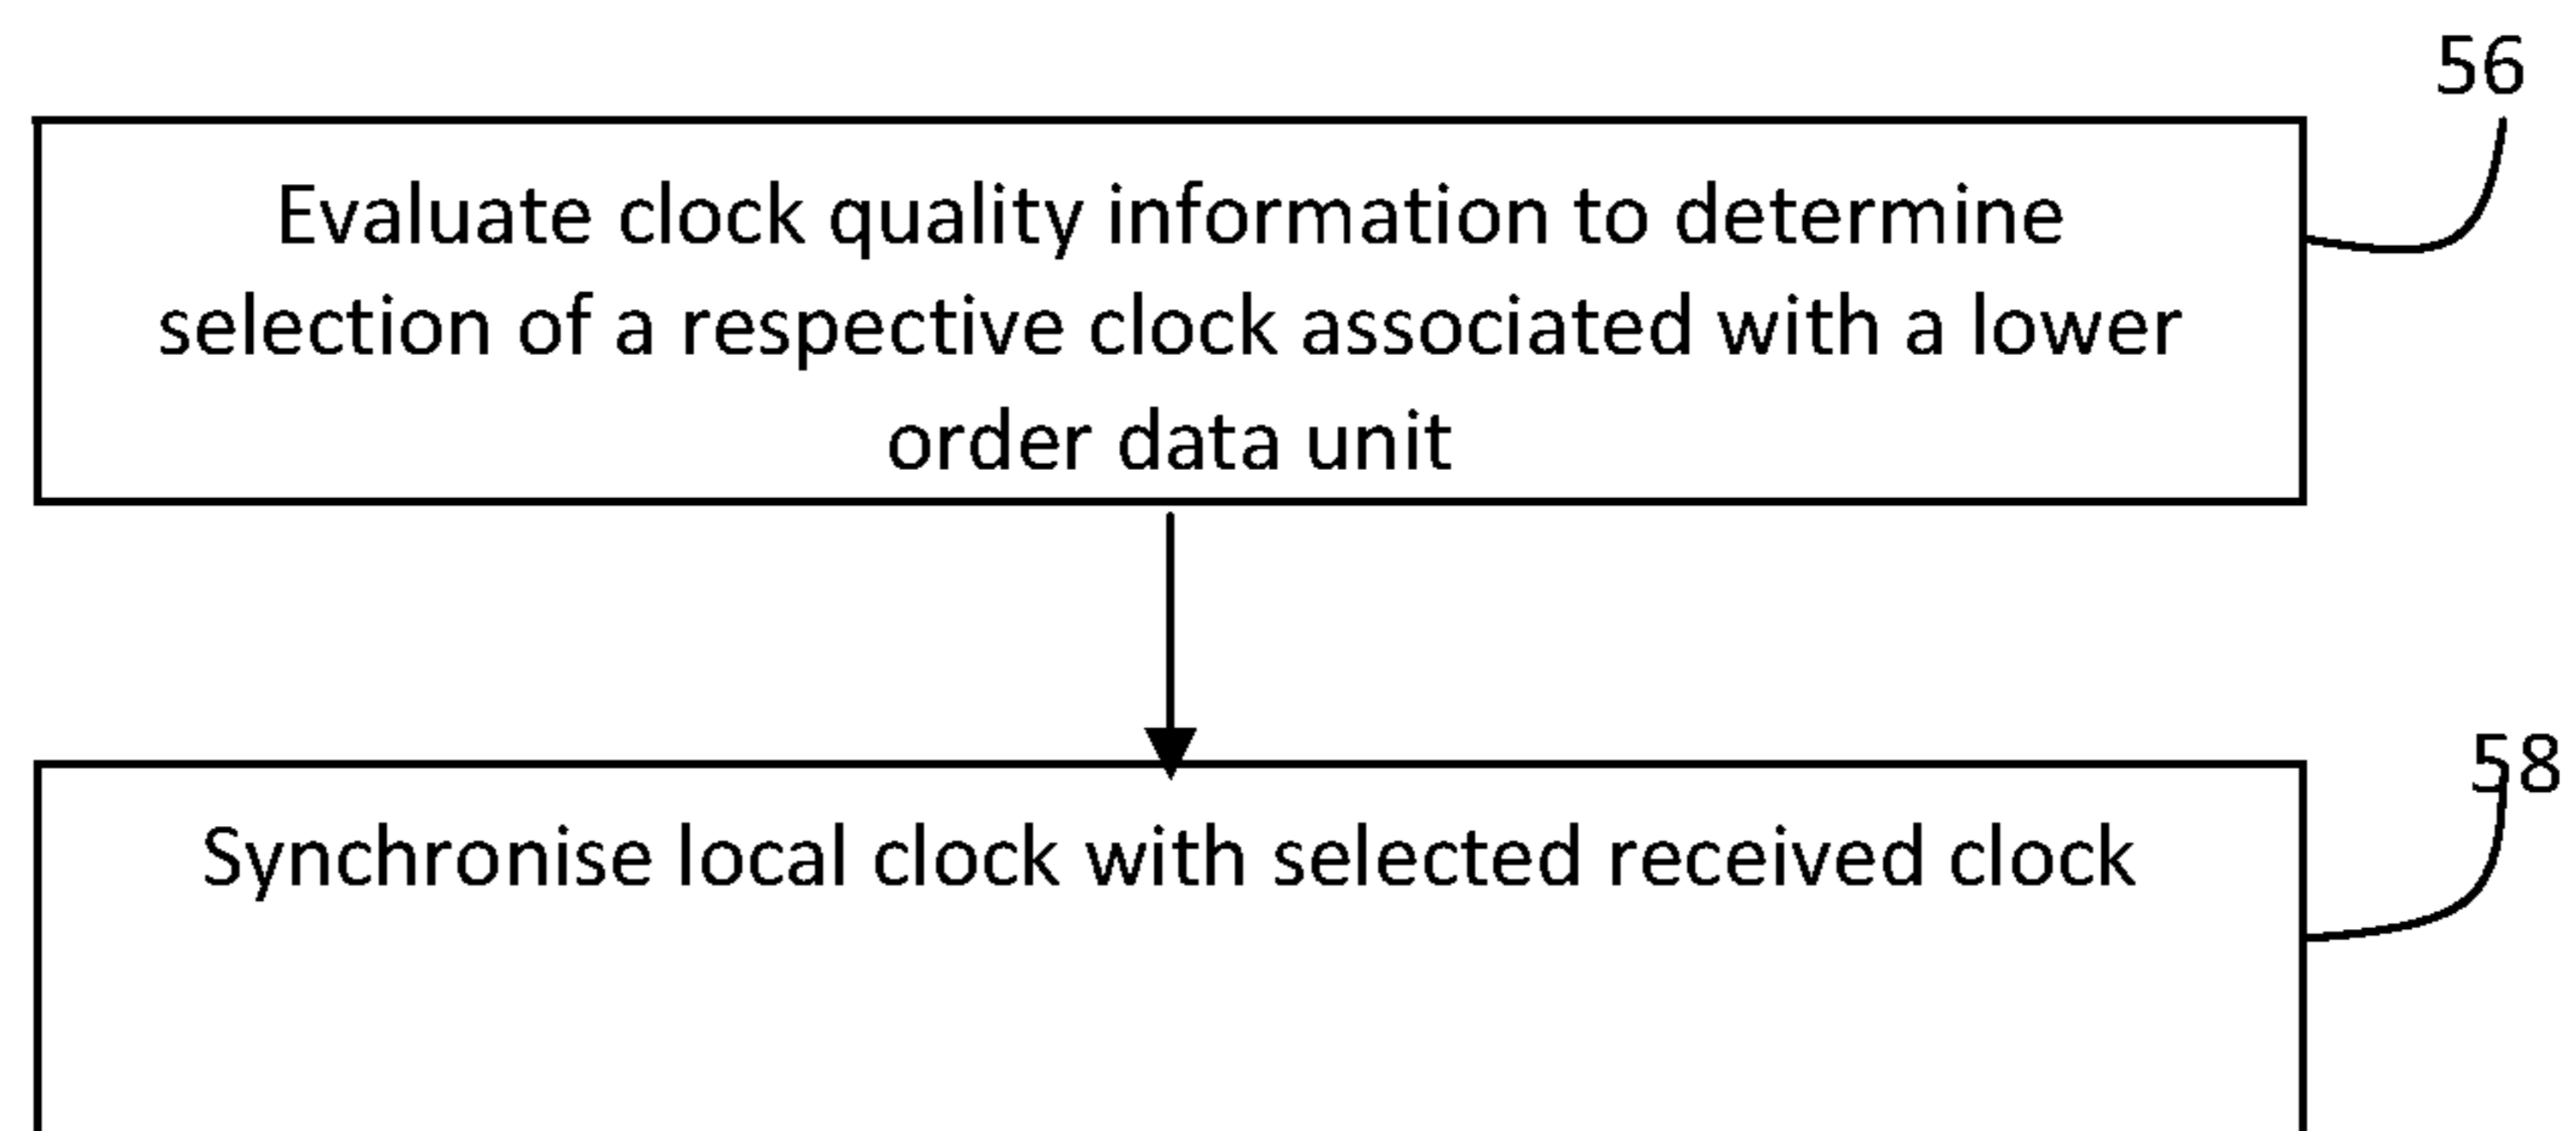 56
Evaluate clock quality information to determine
selection of a respective clock associated with a lower
order data unit
58
Synchronise local clock with selected received clock